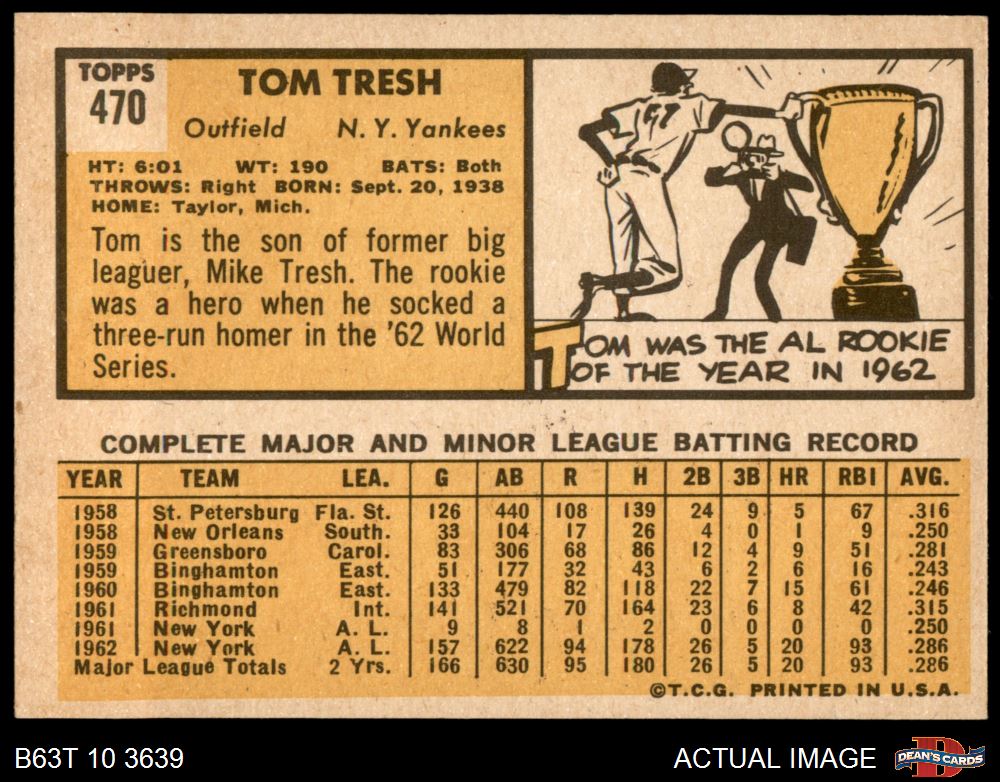 TOPPS
470
TOM TRESH
Outfield N. Y. Yankees
HT: 6:01 WT: 190 BATS: Both
THROWS: Right BORN: Sept. 20, 1938
HOME: Taylor, Mich.
Tom is the son of former big
leaguer, Mike Tresh. The rookie
was a hero when he socked a
three-run homer in the '62 World
Series.
TOM WAS THE AL ROOKIE
OF THE YEAR IN 1962
COMPLETE MAJOR AND MINOR LEAGUE BATTING RECORD
YEAR TEAM LEA. G AB R H 2B 3B HR RBI AVG.
1958 St. Petersburg Fla. St. 126 440 108 139 24 9 5 67 .316
1958 New Orleans South. 33 104 17 26 4 0 1 9 .250
1959 Greensboro Carol. 83 306 68 86 12 4 9 51 .281
1959 Binghamton East. 51 177 32 43 6 2 6 16 .243
1960 Binghamton East. 133 479 82 118 22 7 15 61 .246
1961 Richmond Int. 141 521 70 164 23 6 8 42 .315
1961 New York A. L. 9 8 1 2 0 0 0 0 .250
1962 New York A. L. 157 622 94 178 26 5 20 93 .286
Major League Totals 2 Yrs. 166 630 95 180 26 5 20 93 .286
©T.C.G. PRINTED IN U.S.A.
B63T 10 3639
ACTUAL IMAGE
D
DEAN'S CARDS